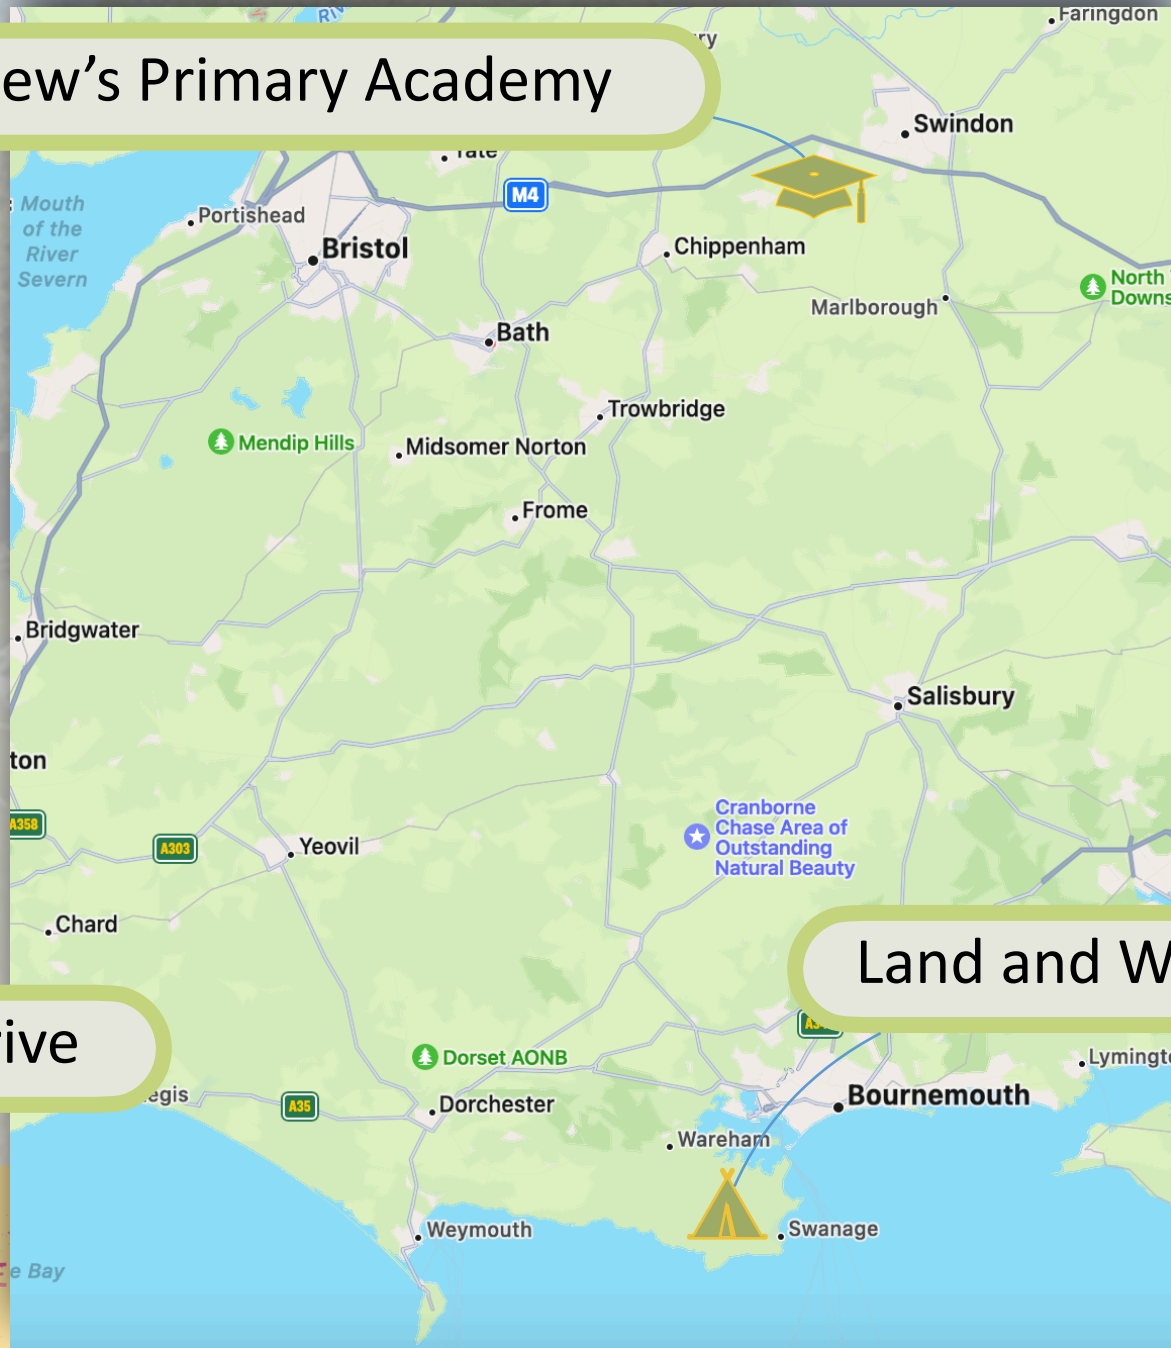 Faringdon
ew's Primary Academy
Swindon
M4
Mouth
of the
River
Severn
Portishead
Bristol
Chippenham
North
Downs
Marlborough
Bath
Trowbridge
Mendip Hills
Midsomer Norton
Frome
Bridgwater
Salisbury
ton
A358
A303
Yeovil
Cranborne
Chase Area of
Outstanding
Natural Beauty
Chard
Land and W
ive
Dorset AONB
egis
A35
Dorchester
Bournemouth
Lymingt
Wareham
Weymouth
Swanage
e Bay